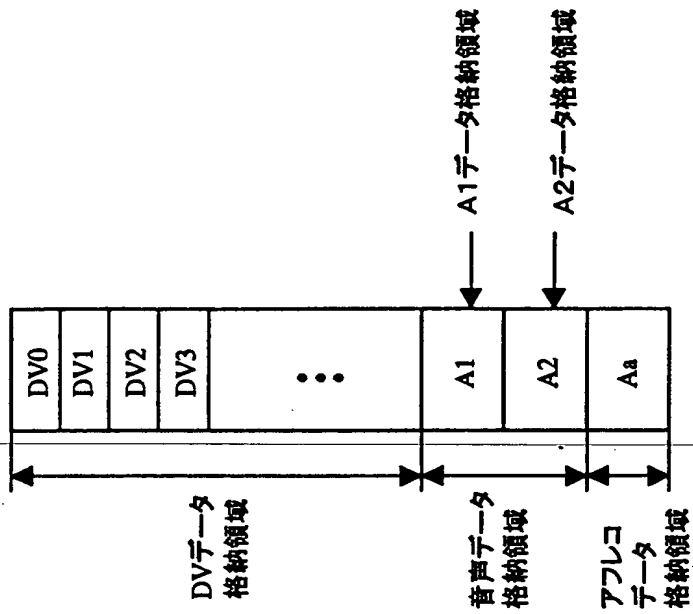 DVデータ
格納領域
DV0
DV1
DV2
DV3
•••
音声データ
格納領域
A1
A1データ格納領域
A2
A2データ格納領域
アフレコ
データ
格納領域
Aa